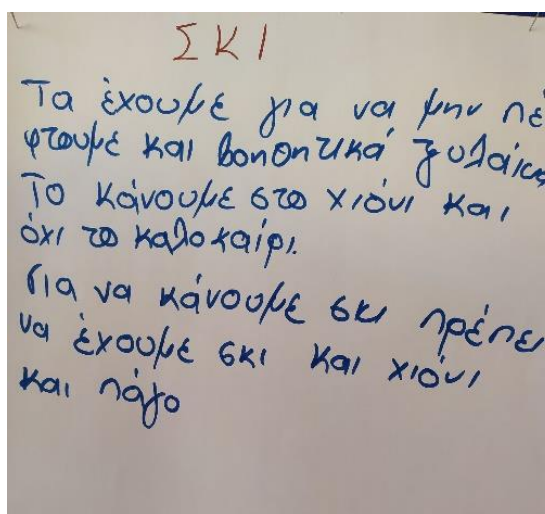 ΣΚΙ
Τα έχουμε για να μην πέ
φτουμε και βοηθητικά ξυλάκια
Το κάνουμε στο χιόνι και
όχι το καλοκαίρι.
Για να κάνουμε σκι πρέπει
να έχουμε σκι και χιόνι
και πάγο